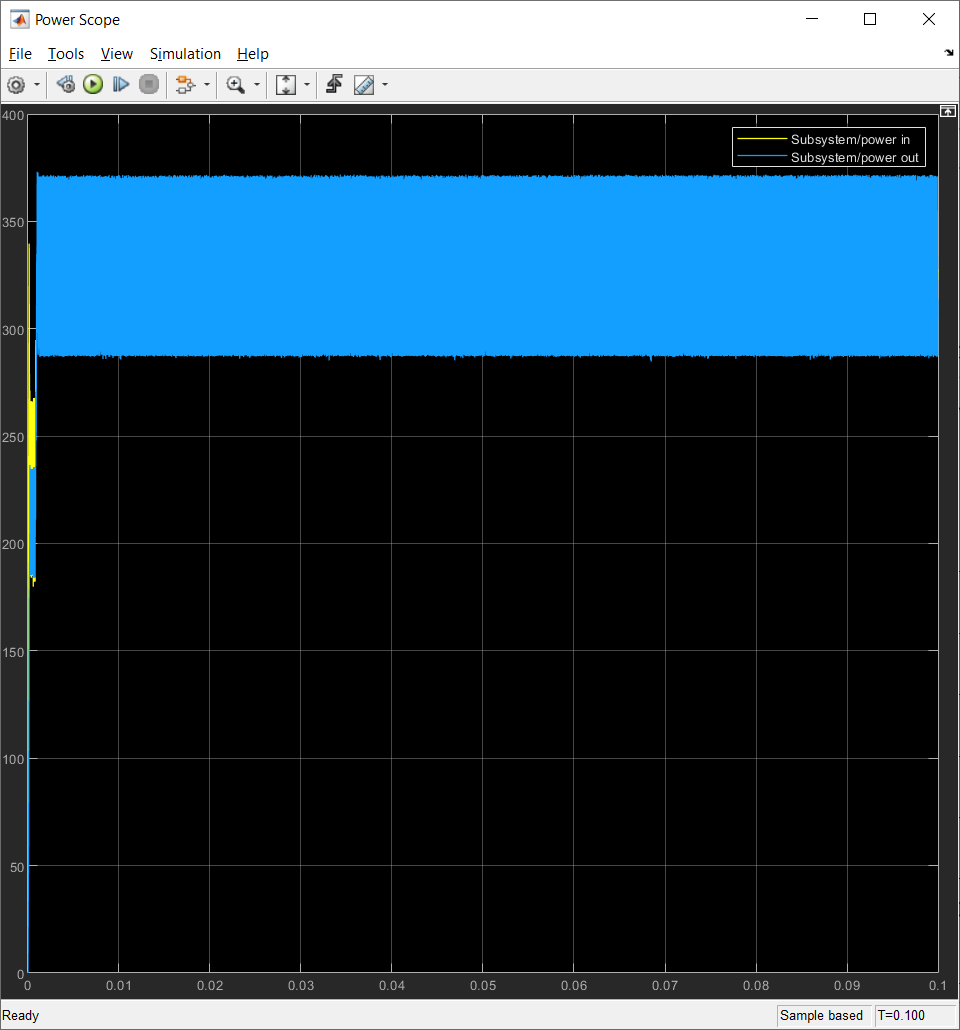 Power Scope
File Tools View Simulation Help
400
Subsystem/power in
Subsystem/power out
350
300
250
200
150
100
50
0
0 0.01 0.02 0.03 0.04 0.05 0.06 0.07 0.08 0.09 0.1
Ready Sample based T=0.100